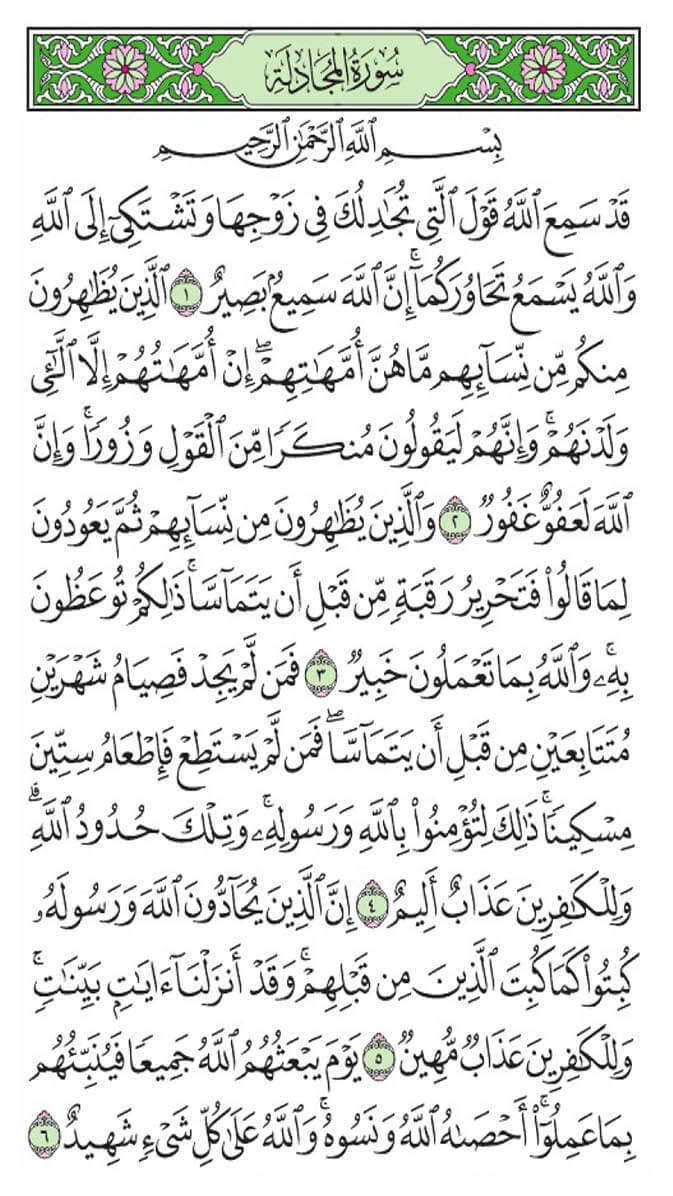 سُورَةُ المُجَادلَة
بِسْمِ ٱللَّهِ ٱلرَّحْمَٰنِ ٱلرَّحِيمِ
قَدْ سَمِعَ ٱللَّهُ قَوْلَ ٱلَّتِى تُجَٰدِلُكَ فِى زَوْجِهَا وَتَشْتَكِىٓ إِلَى ٱللَّهِ
وَٱللَّهُ يَسْمَعُ تَحَاوُرَكُمَآ ۚ إِنَّ ٱللَّهَ سَمِيعٌۢ بَصِيرٌ ١ ٱلَّذِينَ يُظَٰهِرُونَ
مِنكُم مِّن نِّسَآئِهِم مَّا هُنَّ أُمَّهَٰتِهِمْ ۖ إِنْ أُمَّهَٰتُهُمْ إِلَّا ٱلَّٰٓـِٔى
وَلَدْنَهُمْ ۚ وَإِنَّهُمْ لَيَقُولُونَ مُنكَرًا مِّنَ ٱلْقَوْلِ وَزُورًا ۚ وَإِنَّ
ٱللَّهَ لَعَفُوٌّ غَفُورٌ ٢ وَٱلَّذِينَ يُظَٰهِرُونَ مِن نِّسَآئِهِمْ ثُمَّ يَعُودُونَ
لِمَا قَالُوا۟ فَتَحْرِيرُ رَقَبَةٍ مِّن قَبْلِ أَن يَتَمَآسَّا ۚ ذَٰلِكُمْ تُوعَظُونَ
بِهِۦ ۚ وَٱللَّهُ بِمَا تَعْمَلُونَ خَبِيرٌ ٣ فَمَن لَّمْ يَجِدْ فَصِيَامُ شَهْرَيْنِ
مُتَتَابِعَيْنِ مِن قَبْلِ أَن يَتَمَآسَّا ۖ فَمَن لَّمْ يَسْتَطِعْ فَإِطْعَامُ سِتِّينَ
مِسْكِينًا ۚ ذَٰلِكَ لِتُؤْمِنُوا۟ بِٱللَّهِ وَرَسُولِهِۦ ۚ وَتِلْكَ حُدُودُ ٱللَّهِ ۗ
وَلِلْكَٰفِرِينَ عَذَابٌ أَلِيمٌ ٤ إِنَّ ٱلَّذِينَ يُحَآدُّونَ ٱللَّهَ وَرَسُولَهُۥ
كُبِتُوا۟ كَمَا كُبِتَ ٱلَّذِينَ مِن قَبْلِهِمْ ۚ وَقَدْ أَنزَلْنَآ ءَايَٰتٍۭ بَيِّنَٰتٍ ۚ
وَلِلْكَٰفِرِينَ عَذَابٌ مُّهِينٌ ٥ يَوْمَ يَبْعَثُهُمُ ٱللَّهُ جَمِيعًا فَيُنَبِّئُهُم
بِمَا عَمِلُوٓا۟ ۚ أَحْصَىٰهُ ٱللَّهُ وَنَسُوهُ ۚ وَٱللَّهُ عَلَىٰ كُلِّ شَىْءٍ شَهِيدٌ ٦